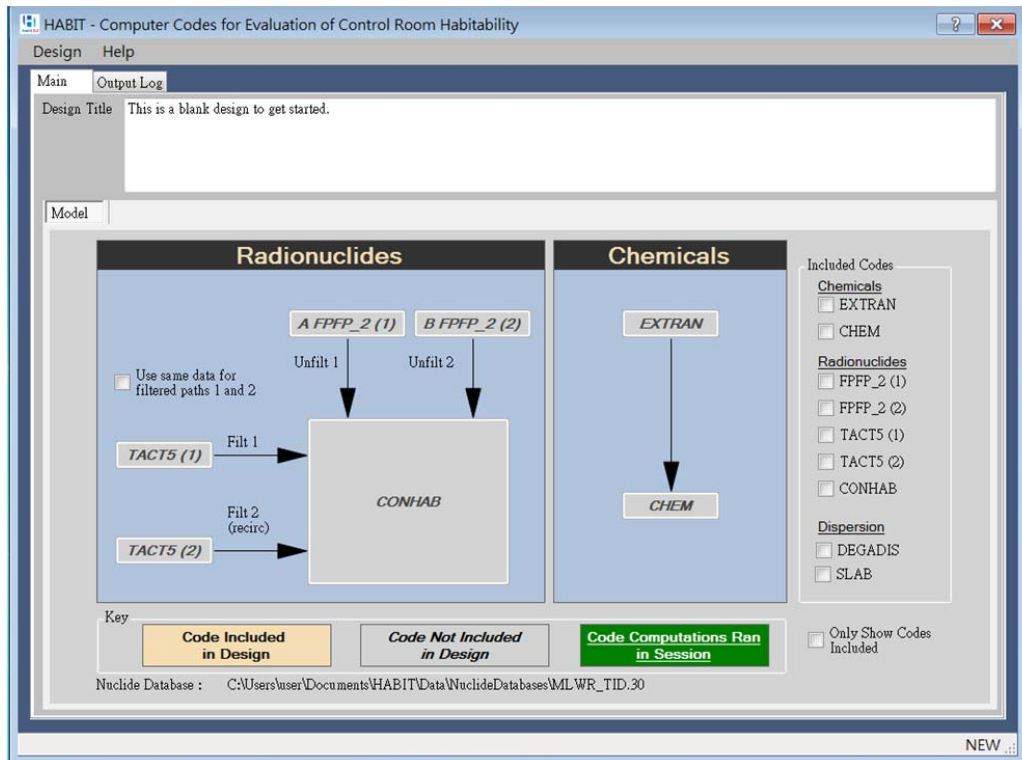 HABIT - Computer Codes for Evaluation of Control Room Habitability
Design Help
Main Output Log
Design Title This is a blank design to get started.
Model
Radionuclides
A FPFP_2 (1) B FPFP_2 (2)
Unfilt 1 Unfilt 2
Use same data for
filtered paths 1 and 2
TACT5 (1) Filt 1
CONHAB
Filt 2
(recirc)
TACT5 (2)
Chemicals
EXTRAN
CHEM
Included Codes
Chemicals
EXTRAN
CHEM
Radionuclides
FPFP_2 (1)
FPFP_2 (2)
TACT5 (1)
TACT5 (2)
CONHAB
Dispersion
DEGADIS
SLAB
Only Show Codes
Included
Key
Code Included
in Design
Code Not Included
in Design
Code Computations Ran
in Session
Nuclide Database : C:\Users\user\Documents\HABIT\Data\NuclideDatabases\MLWR_TID.30
NEW